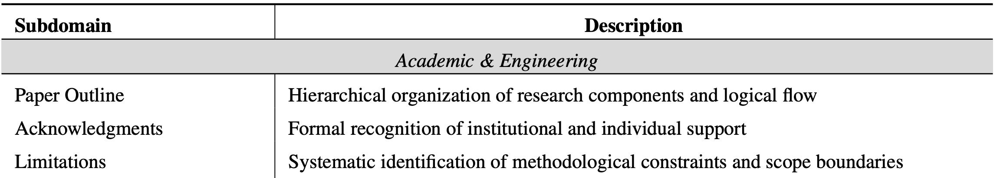 Subdomain Description
Academic & Engineering
Paper Outline Hierarchical organization of research components and logical flow
Acknowledgments Formal recognition of institutional and individual support
Limitations Systematic identification of methodological constraints and scope boundaries